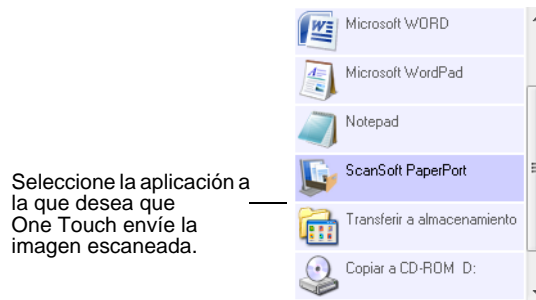 Microsoft WORD
Microsoft WordPad
Notepad
ScanSoft PaperPort
Seleccione la aplicación a
la que desea que
One Touch envíe la
imagen escaneada.
Transferir a almacenamiento
Copiar a CD-ROM D: